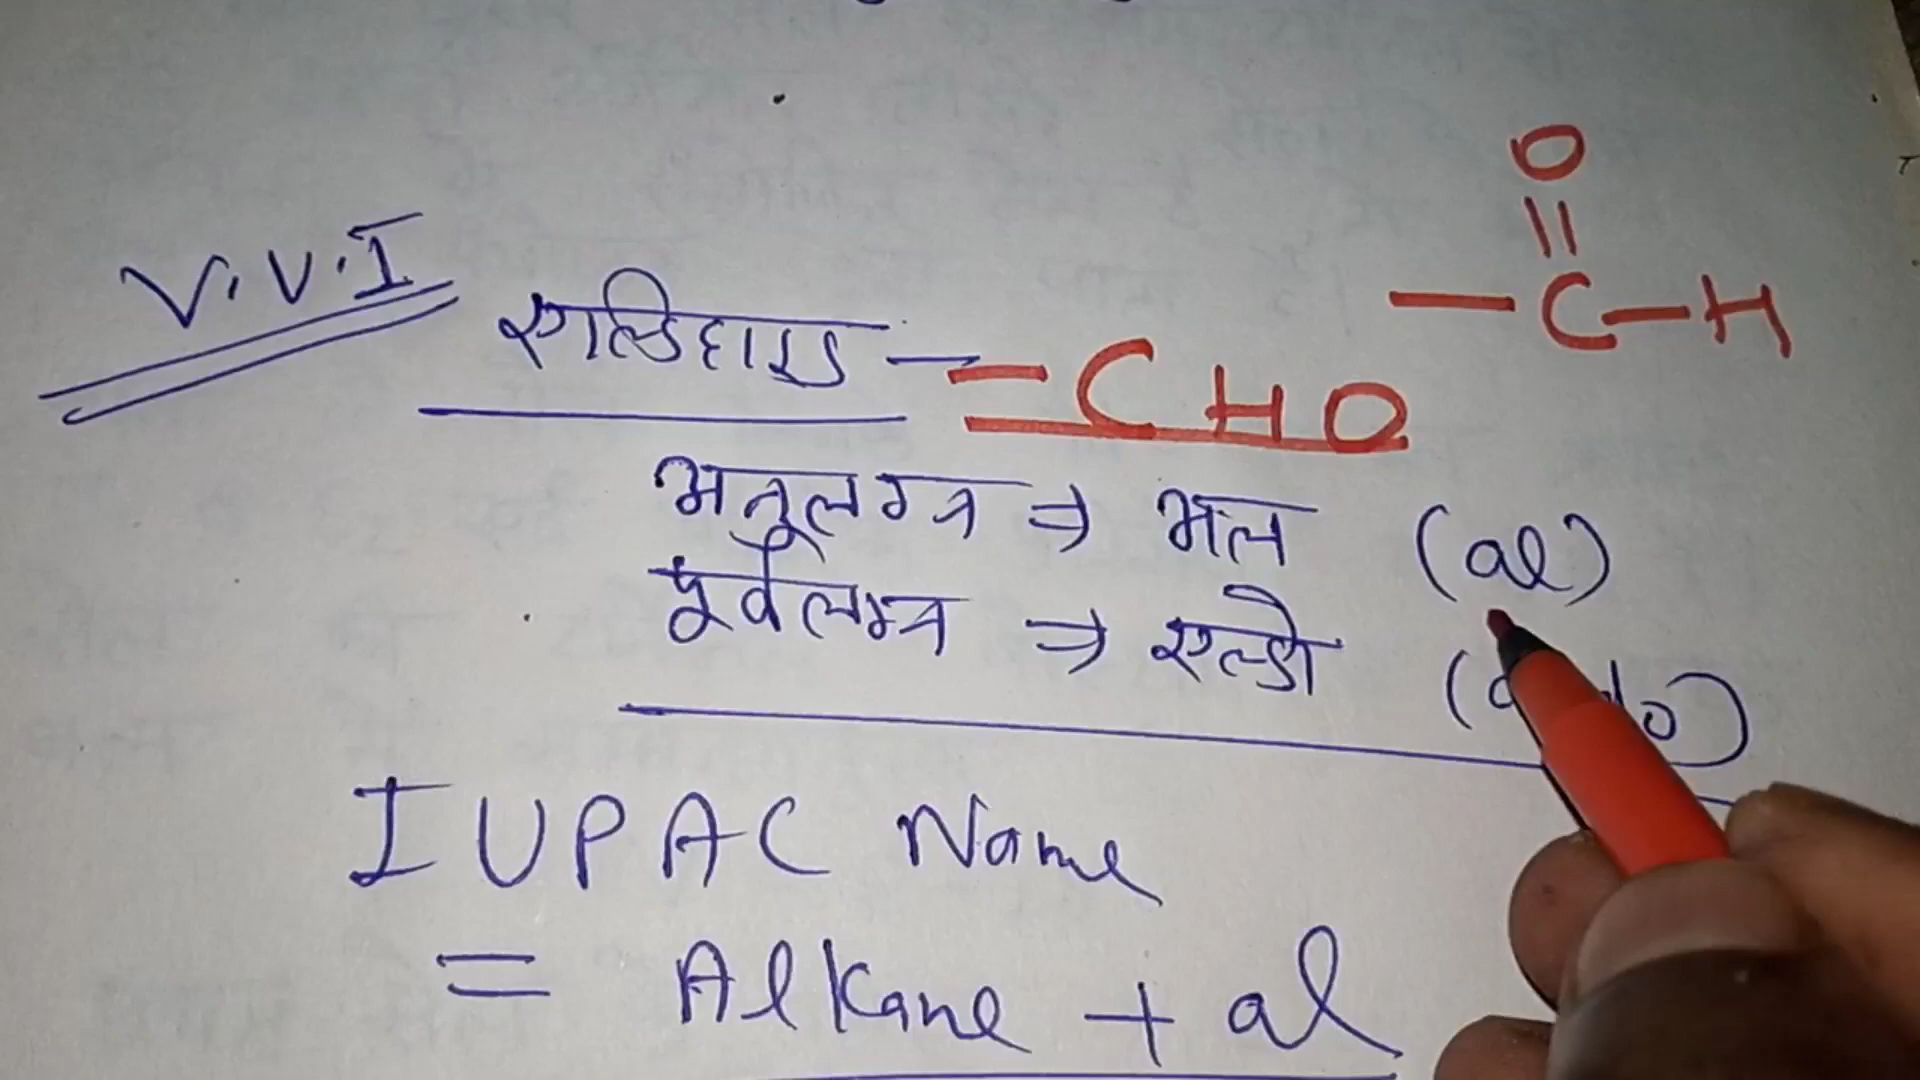 O
||
— C — H
V.V.I
एल्डिहाइड — – CHO
अनुलग्न ⇒ अल (al)
पूर्वलग्न ⇒ एल्डो
IUPAC Name
= Alkane + al